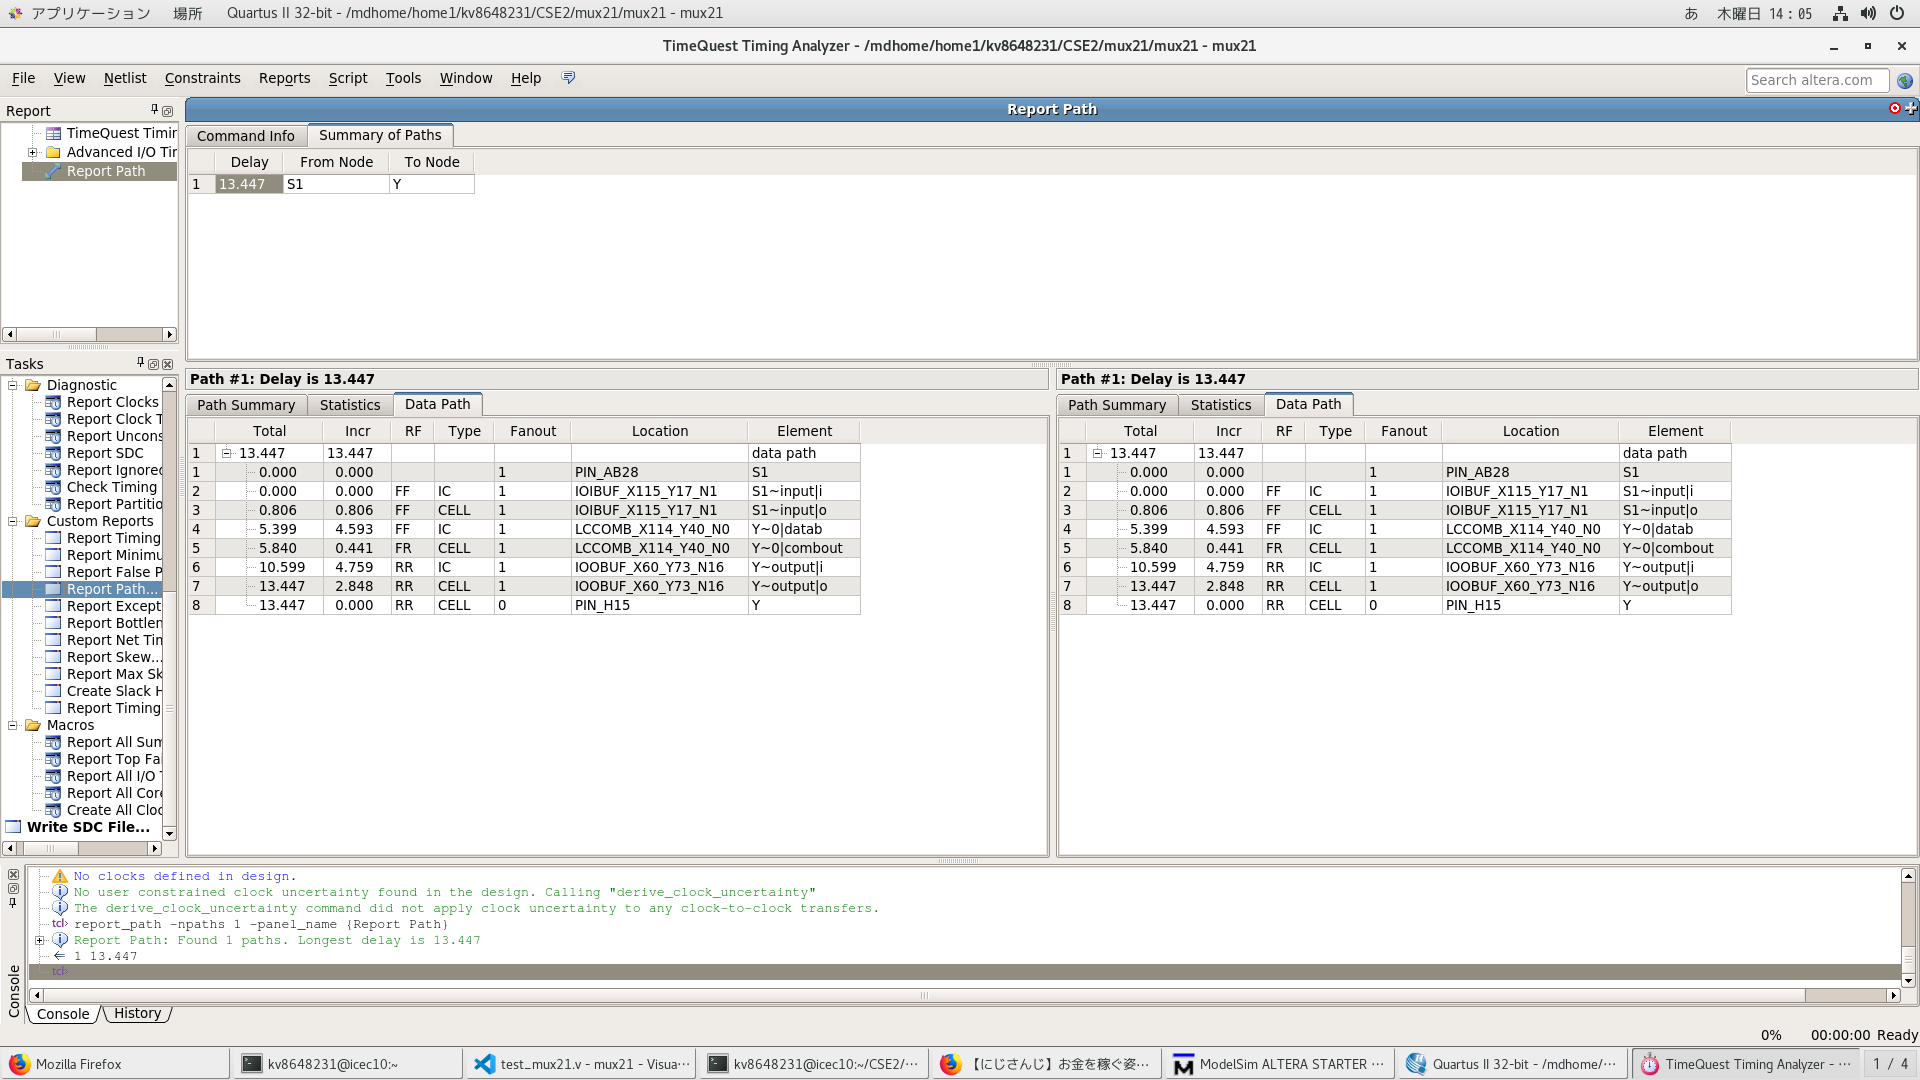 アプリケーション 場所 Quartus II 32-bit - /mdhome/home1/kv8648231/CSE2/mux21/mux21 - mux21 あ 木曜日 14：05
TimeQuest Timing Analyzer - /mdhome/home1/kv8648231/CSE2/mux21/mux21 - mux21
File View Netlist Constraints Reports Script Tools Window Help Search altera.com
Report
TimeQuest Timir
Advanced I/O Tir
Report Path
Report Path
Command Info Summary of Paths
Delay From Node To Node
1 13.447 S1 Y
Tasks
Diagnostic
Report Clocks
Report Clock T
Report Uncons
Report SDC
Report Ignored
Check Timing
Report Partitio
Custom Reports
Report Timing
Report Minimu
Report False P
Report Path...
Report Except
Report Bottlen
Report Net Tin
Report Skew...
Report Max Sk
Create Slack H
Report Timing
Macros
Report All Sum
Report Top Fa
Report All I/O T
Report All Core
Create All Cloc
Write SDC File...
Path #1: Delay is 13.447
Path Summary Statistics Data Path
Total Incr RF Type Fanout Location Element
1 13.447 13.447 data path
1 0.000 0.000 1 PIN_AB28 S1
2 0.000 0.000 FF IC 1 IOIBUF_X115_Y17_N1 S1~input|i
3 0.806 0.806 FF CELL 1 IOIBUF_X115_Y17_N1 S1~input|o
4 5.399 4.593 FF IC 1 LCCOMB_X114_Y40_N0 Y~0|datab
5 5.840 0.441 FR CELL 1 LCCOMB_X114_Y40_N0 Y~0|combout
6 10.599 4.759 RR IC 1 IOOBUF_X60_Y73_N16 Y~output|i
7 13.447 2.848 RR CELL 1 IOOBUF_X60_Y73_N16 Y~output|o
8 13.447 0.000 RR CELL 0 PIN_H15 Y
Path #1: Delay is 13.447
Path Summary Statistics Data Path
Total Incr RF Type Fanout Location Element
1 13.447 13.447 data path
1 0.000 0.000 1 PIN_AB28 S1
2 0.000 0.000 FF IC 1 IOIBUF_X115_Y17_N1 S1~input|i
3 0.806 0.806 FF CELL 1 IOIBUF_X115_Y17_N1 S1~input|o
4 5.399 4.593 FF IC 1 LCCOMB_X114_Y40_N0 Y~0|datab
5 5.840 0.441 FR CELL 1 LCCOMB_X114_Y40_N0 Y~0|combout
6 10.599 4.759 RR IC 1 IOOBUF_X60_Y73_N16 Y~output|i
7 13.447 2.848 RR CELL 1 IOOBUF_X60_Y73_N16 Y~output|o
8 13.447 0.000 RR CELL 0 PIN_H15 Y
No clocks defined in design.
No user constrained clock uncertainty found in the design. Calling "derive_clock_uncertainty"
The derive_clock_uncertainty command did not apply clock uncertainty to any clock-to-clock transfers.
tcl> report_path -npaths 1 -panel_name {Report Path}
Report Path: Found 1 paths. Longest delay is 13.447
1 13.447
tcl>
Console
Console History
0% 00:00:00 Ready
Mozilla Firefox kv8648231@icec10:~ test_mux21.v - mux21 - Visua··· kv8648231@icec10:~/CSE2/··· 【にじさんじ】お金を稼ぐ姿··· ModelSim ALTERA STARTER ··· Quartus II 32-bit - /mdhome/··· TimeQuest Timing Analyzer - ··· 1 / 4